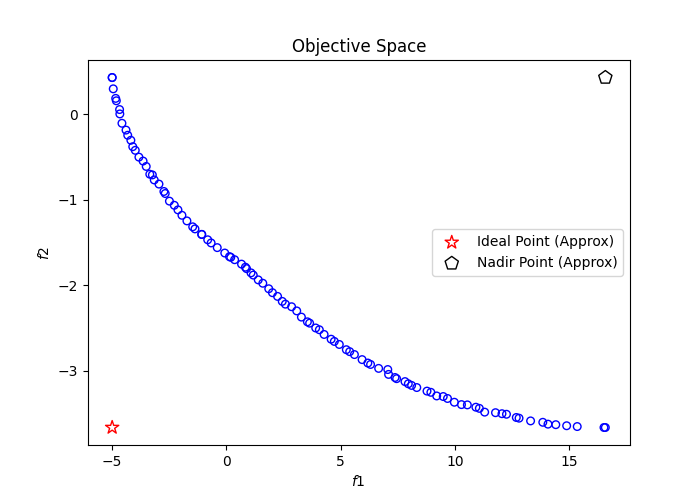 Objective Space
f2
0
−1
−2
−3
Ideal Point (Approx)
Nadir Point (Approx)
−5 0 5 10 15
f1